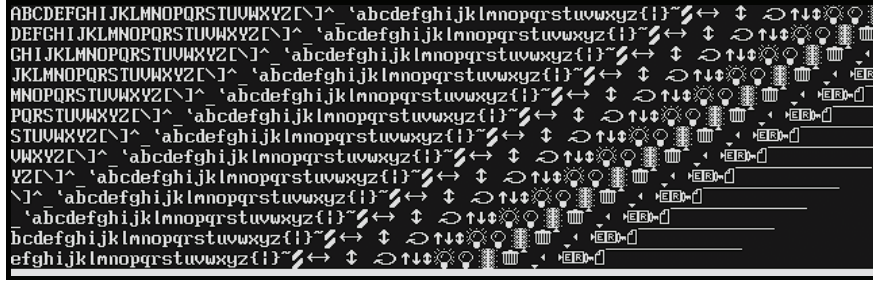 ABCDEFGHIJKLMNOPQRSTUVWXYZ[\]^_`abcdefghijklmnopqrstuvwxyz{|}~
DEFGHIJKLMNOPQRSTUVWXYZ[\]^_`abcdefghijklmnopqrstuvwxyz{|}~
GHIJKLMNOPQRSTUVWXYZ[\]^_`abcdefghijklmnopqrstuvwxyz{|}~
JKLMNOPQRSTUVWXYZ[\]^_`abcdefghijklmnopqrstuvwxyz{|}~
MNOPQRSTUVWXYZ[\]^_`abcdefghijklmnopqrstuvwxyz{|}~
PQRSTUVWXYZ[\]^_`abcdefghijklmnopqrstuvwxyz{|}~
STUVWXYZ[\]^_`abcdefghijklmnopqrstuvwxyz{|}~
VWXYZ[\]^_`abcdefghijklmnopqrstuvwxyz{|}~
YZ[\]^_`abcdefghijklmnopqrstuvwxyz{|}~
\]^_`abcdefghijklmnopqrstuvwxyz{|}~
_`abcdefghijklmnopqrstuvwxyz{|}~
bcdefghijklmnopqrstuvwxyz{|}~
efghijklmnopqrstuvwxyz{|}~